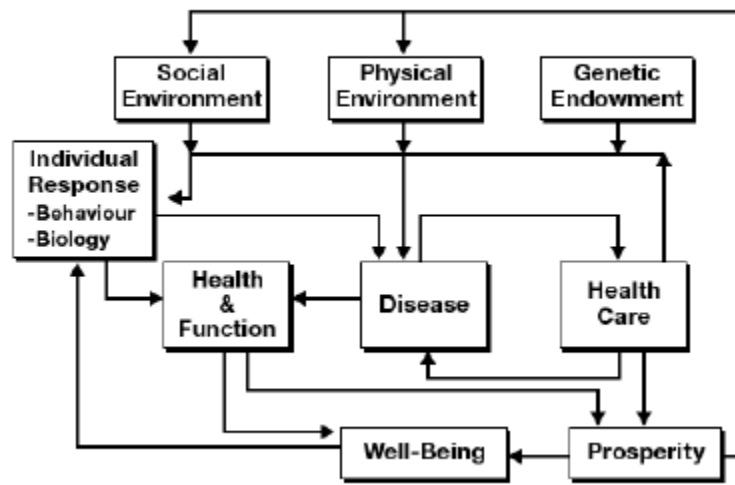 Social
Environment
Physical
Environment
Genetic
Endowment
Individual
Response
-Behaviour
-Biology
Health
&
Function
Disease
Health
Care
Well-Being
Prosperity